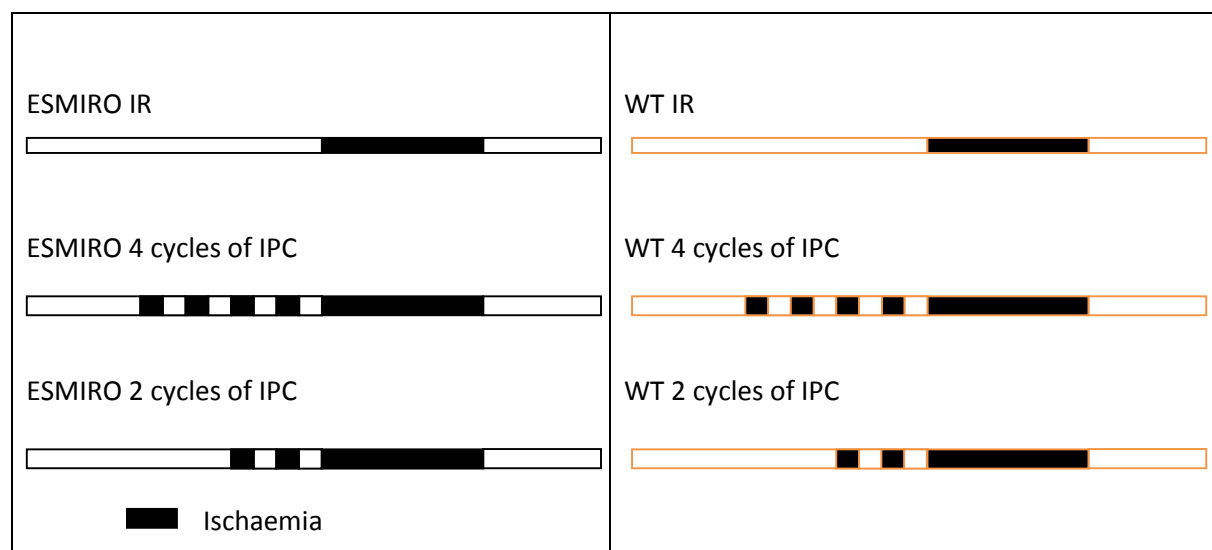 ESMIRO IR
ESMIRO 4 cycles of IPC
ESMIRO 2 cycles of IPC
Ischaemia
WT IR
WT 4 cycles of IPC
WT 2 cycles of IPC